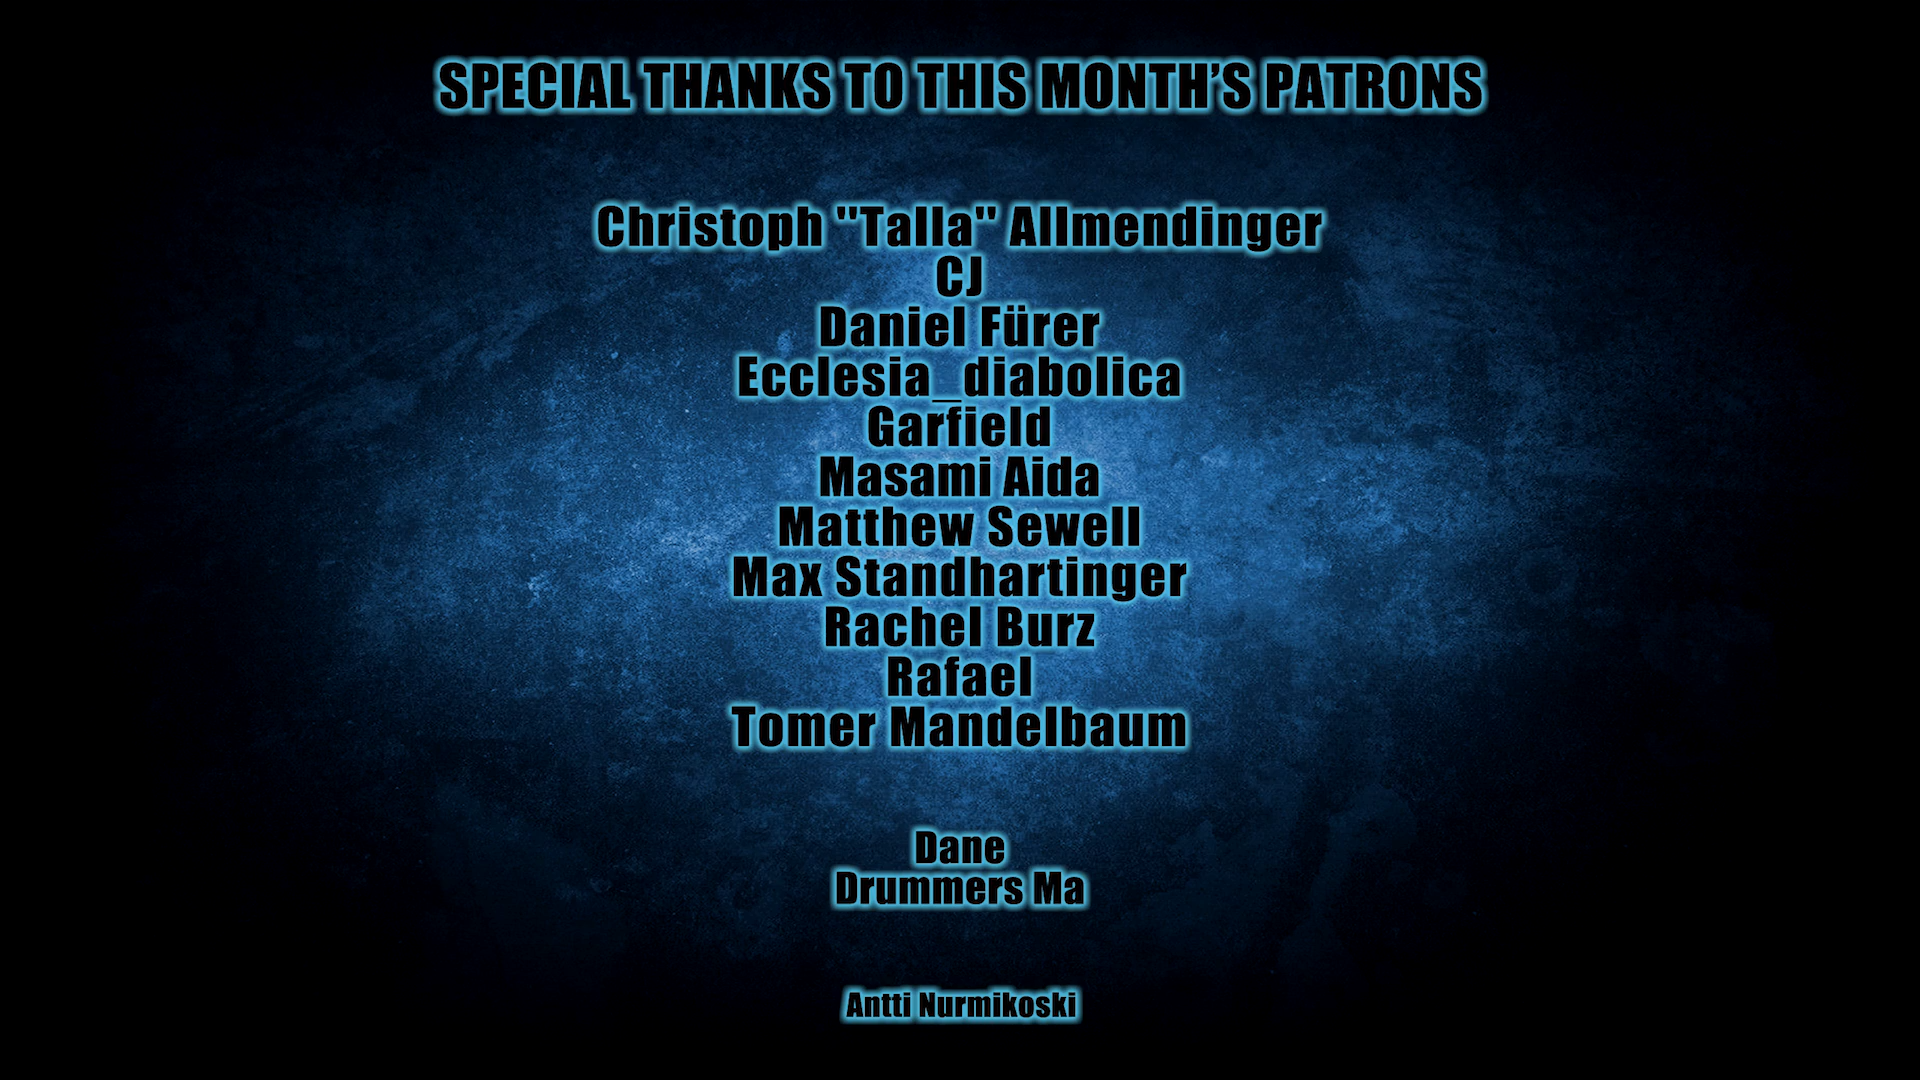 SPECIAL THANKS TO THIS MONTH’S PATRONS
Christoph "Talla" Allmendinger
CJ
Daniel Fürer
Ecclesia_diabolica
Garfield
Masami Aida
Matthew Sewell
Max Standhartinger
Rachel Burz
Rafael
Tomer Mandelbaum
Dane
Drummers Ma
Antti Nurmikoski